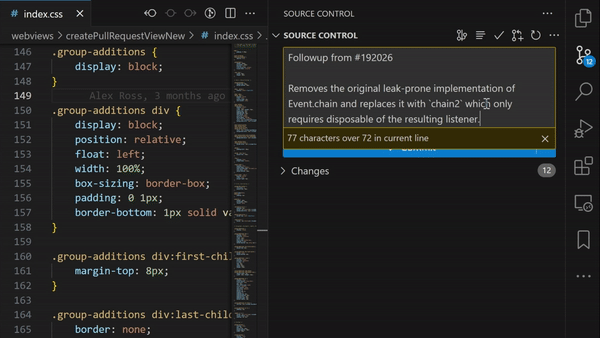 index.css
webviews > createPullRequestViewNew > index.css > ...
146 .group-additions {
147 display: block;
148 }
149 Alex Ross, 3 months ago
150 .group-additions div {
151 display: block;
152 position: relative;
153 float: left;
154 width: 100%;
155 box-sizing: border-box;
156 padding: 0 1px;
157 border-bottom: 1px solid va
158 }
159
160 .group-additions div:first-chil
161 margin-top: 8px;
162 }
163
164 .group-additions div:last-child
165 border: none;
SOURCE CONTROL
SOURCE CONTROL
Followup from #192026
Removes the original leak-prone implementation of
Event.chain and replaces it with `chain2` which only
requires disposable of the resulting listener.
77 characters over 72 in current line
Changes
12
12